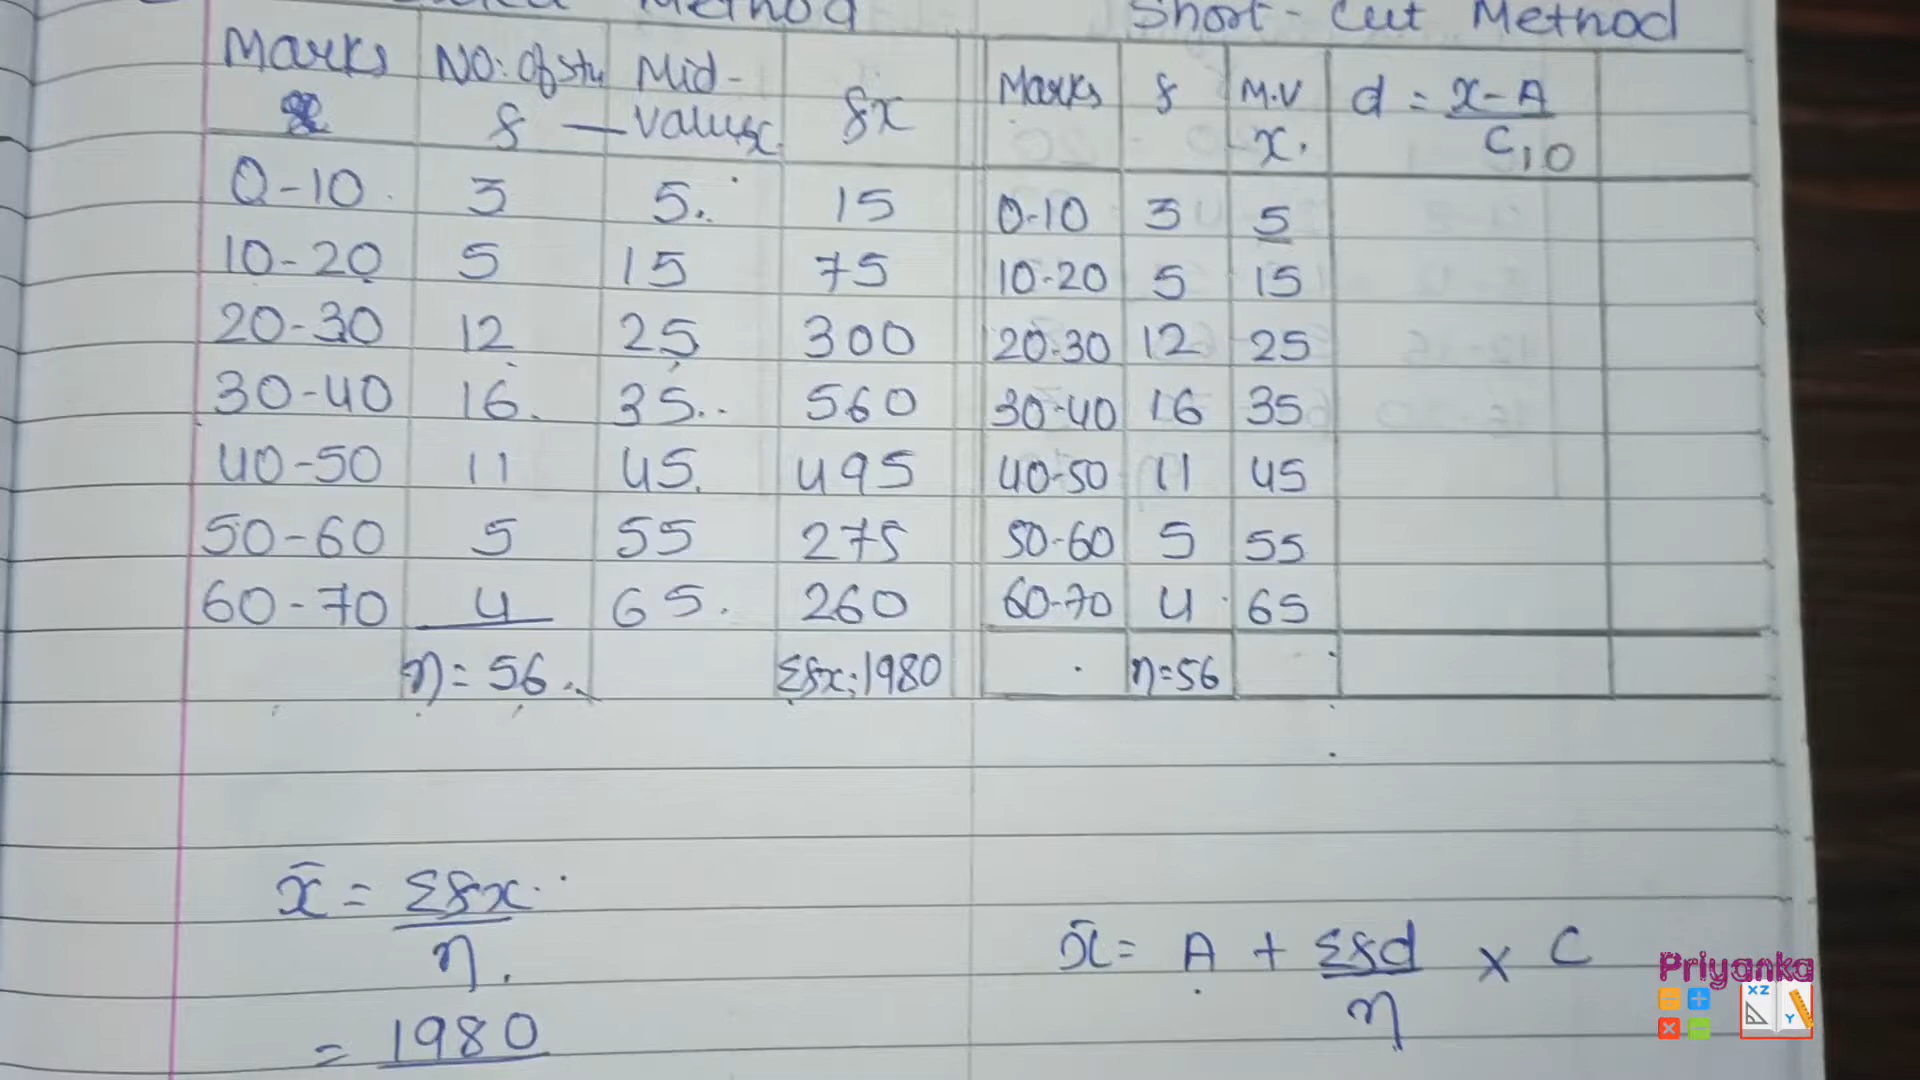 Method Short-Cut Method
Marks No: Of stu Mid- fx Marks f M.V d = x-A
f — values x x. C10
0-10 3 5 15 0-10 3 5
10-20 5 15 75 10-20 5 15
20-30 12 25 300 20-30 12 25
30-40 16 35 560 30-40 16 35
40-50 11 45 495 40-50 11 45
50-60 5 55 275 50-60 5 55
60-70 4 65 260 60-70 4 65
n = 56 Σfx: 1980 n=56
x̄ = Σfx
n
= 1980
x̄ = A + Σfd × C
n
Priyanka
XZ
Y